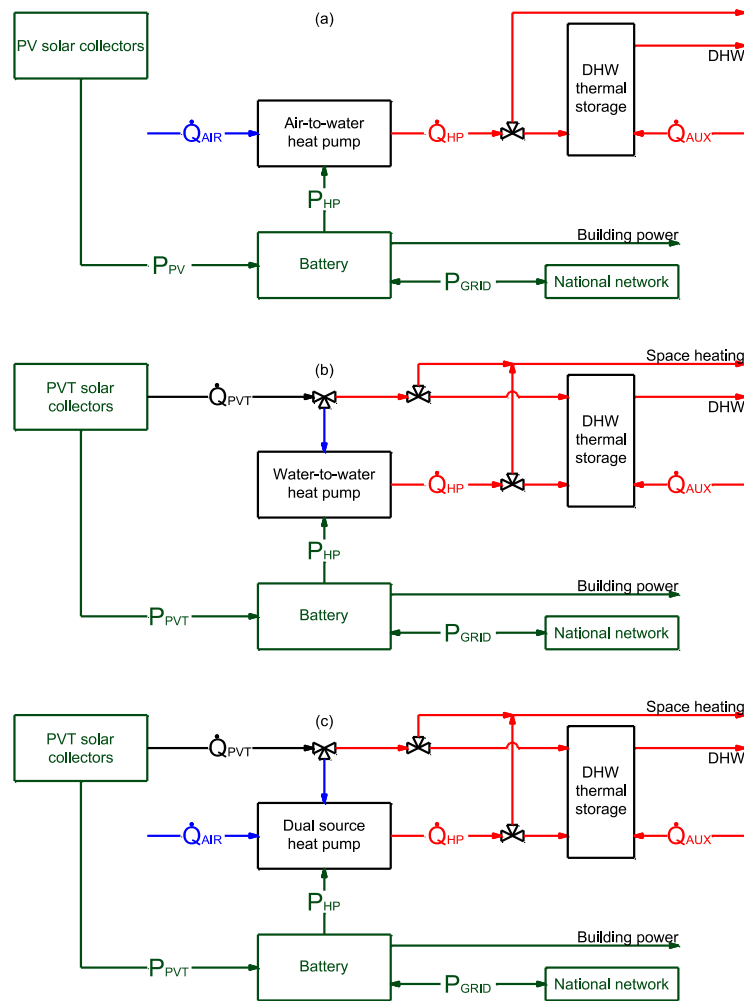 (a)
PV solar collectors
DHW
thermal
storage
DHW
Q̇AIR
Air-to-water
heat pump
Q̇HP
Q̇AUX
PHP
Building power
PPV
Battery
PGRID
National network
(b)
Space heating
PVT solar
collectors
Q̇PVT
DHW
thermal
storage
DHW
Water-to-water
heat pump
Q̇HP
Q̇AUX
PHP
Building power
PPVT
Battery
PGRID
National network
(c)
Space heating
PVT solar
collectors
Q̇PVT
DHW
thermal
storage
DHW
Q̇AIR
Dual source
heat pump
Q̇HP
Q̇AUX
PHP
Building power
PPVT
Battery
PGRID
National network